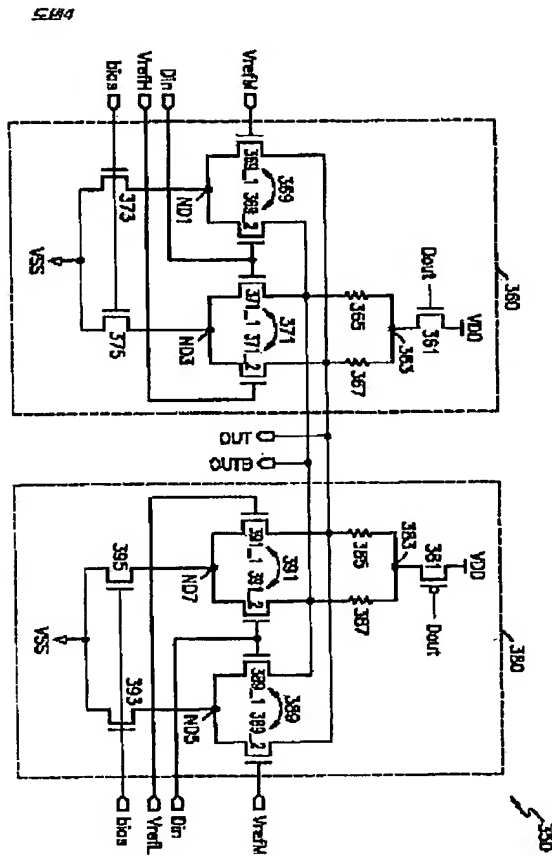 도면4
350
360
VDD
Dout
361
383
365
367
369
369_1 369_2
371
371_1 371_2
ND1
ND3
373
375
VSS
VrefM
Din
VrefH
bias
OUT
OUTB
380
VDD
381
Dout
383
385
387
391
391_1 391_2
389
389_1 389_2
ND7
ND5
395
393
VSS
VrefM
Din
VrefL
bias